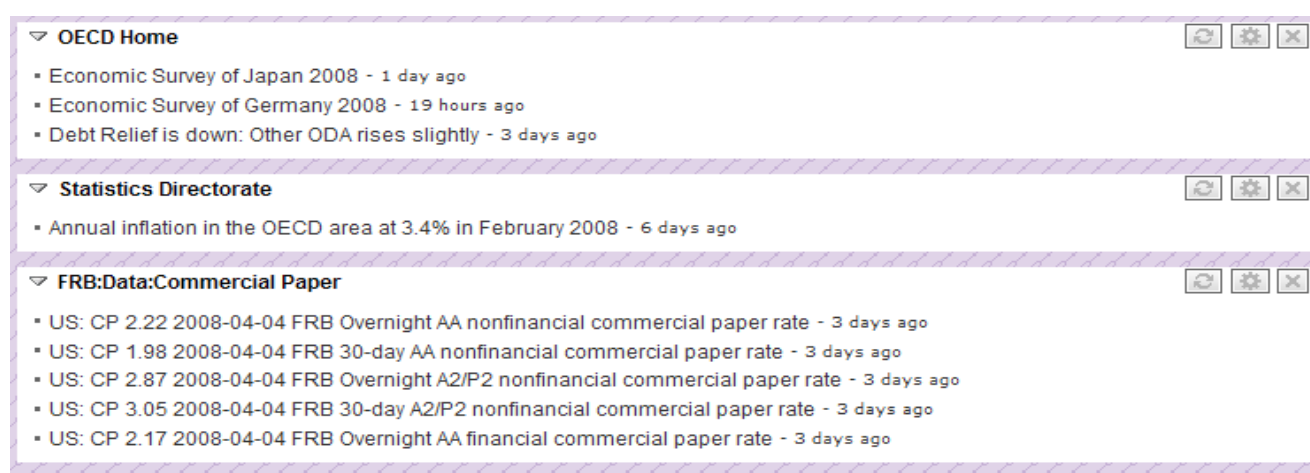 OECD Home
Economic Survey of Japan 2008 - 1 day ago
Economic Survey of Germany 2008 - 19 hours ago
Debt Relief is down: Other ODA rises slightly - 3 days ago
Statistics Directorate
Annual inflation in the OECD area at 3.4% in February 2008 - 6 days ago
FRB:Data:Commercial Paper
US: CP 2.22 2008-04-04 FRB Overnight AA nonfinancial commercial paper rate - 3 days ago
US: CP 1.98 2008-04-04 FRB 30-day AA nonfinancial commercial paper rate - 3 days ago
US: CP 2.87 2008-04-04 FRB Overnight A2/P2 nonfinancial commercial paper rate - 3 days ago
US: CP 3.05 2008-04-04 FRB 30-day A2/P2 nonfinancial commercial paper rate - 3 days ago
US: CP 2.17 2008-04-04 FRB Overnight AA financial commercial paper rate - 3 days ago